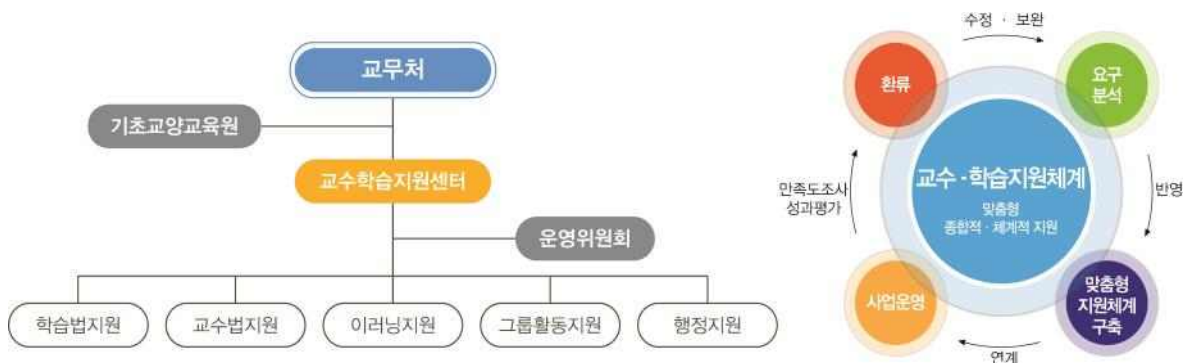 교무처
기초교양교육원
교수학습지원센터
운영위원회
학습법지원
교수법지원
이러닝지원
그룹활동지원
행정지원
수정 · 보완
환류
요구
분석
교수 - 학습지원체계
맞춤형
종합적 · 체계적 지원
만족도조사
성과평가
반영
사업운영
맞춤형
지원체계
구축
연계